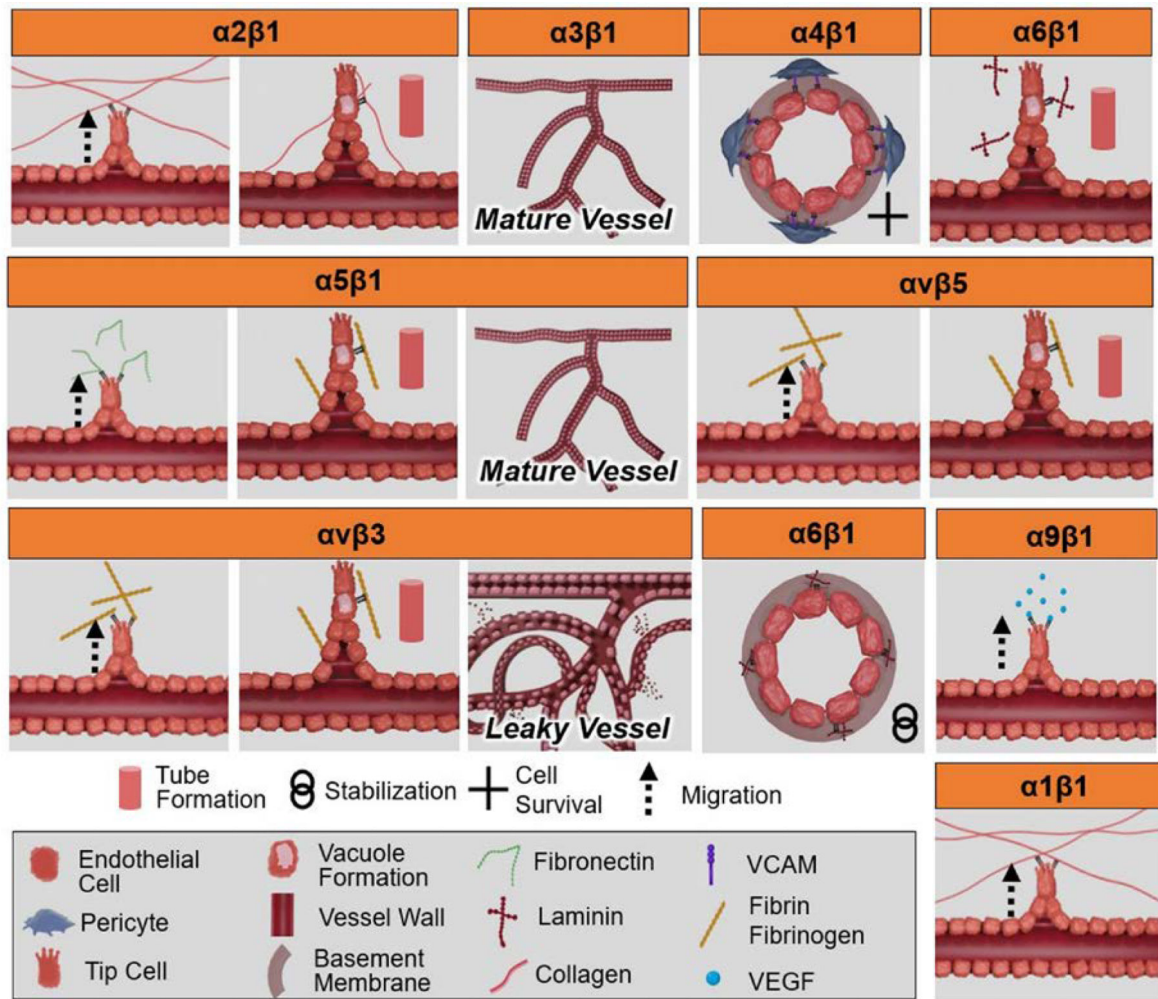 α2β1
α3β1
α4β1
α6β1
Mature Vessel
α5β1
αvβ5
Mature Vessel
αvβ3
α6β1
α9β1
Leaky Vessel
Tube
Formation
Stabilization
Cell
Survival
Migration
α1β1
Endothelial
Cell
Vacuole
Formation
Fibronectin
VCAM
Pericyte
Vessel Wall
Laminin
Fibrin
Fibrinogen
Tip Cell
Basement
Membrane
Collagen
VEGF